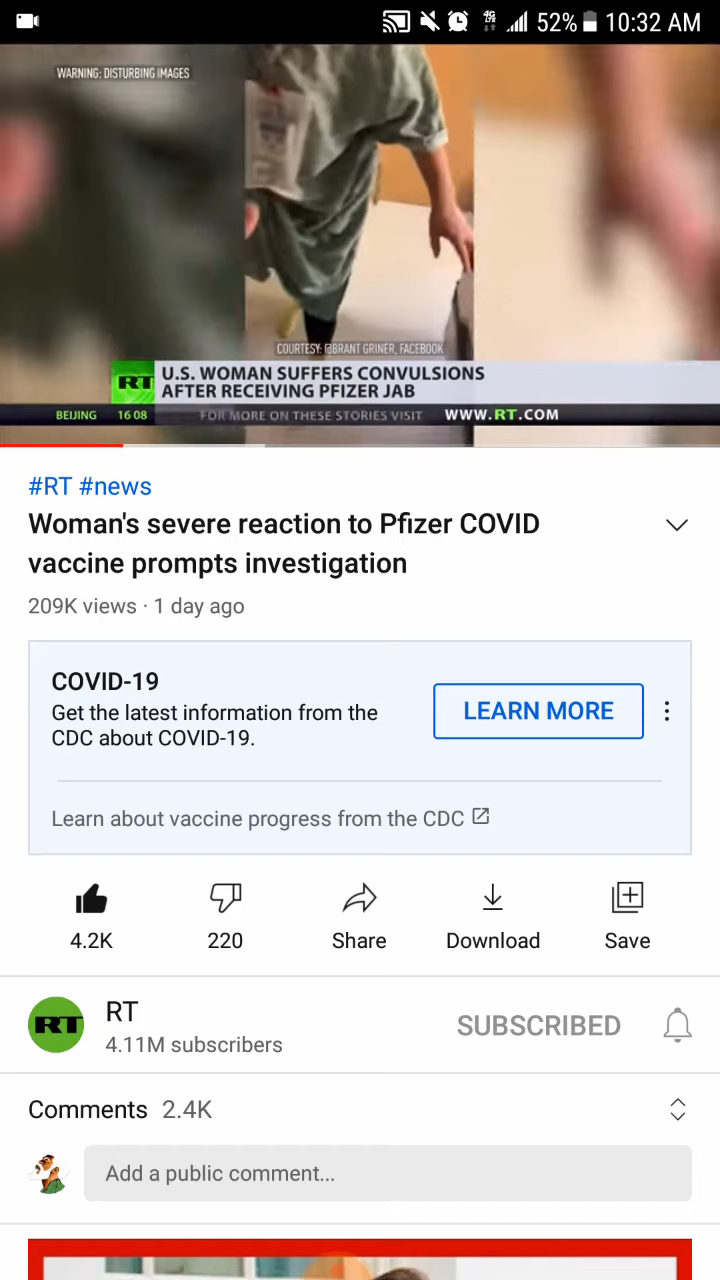 4G LTE 52% 10:32 AM
WARNING: DISTURBING IMAGES
COURTESY: @BRANT GRINER, FACEBOOK
RT U.S. WOMAN SUFFERS CONVULSIONS
AFTER RECEIVING PFIZER JAB
BEIJING 16 08 FOR MORE ON THESE STORIES VISIT WWW.RT.COM
#RT #news
Woman's severe reaction to Pfizer COVID
vaccine prompts investigation
209K views · 1 day ago
COVID-19
Get the latest information from the
CDC about COVID-19.
LEARN MORE
Learn about vaccine progress from the CDC
4.2K 220 Share Download Save
RT RT
4.11M subscribers
SUBSCRIBED
Comments 2.4K
Add a public comment...